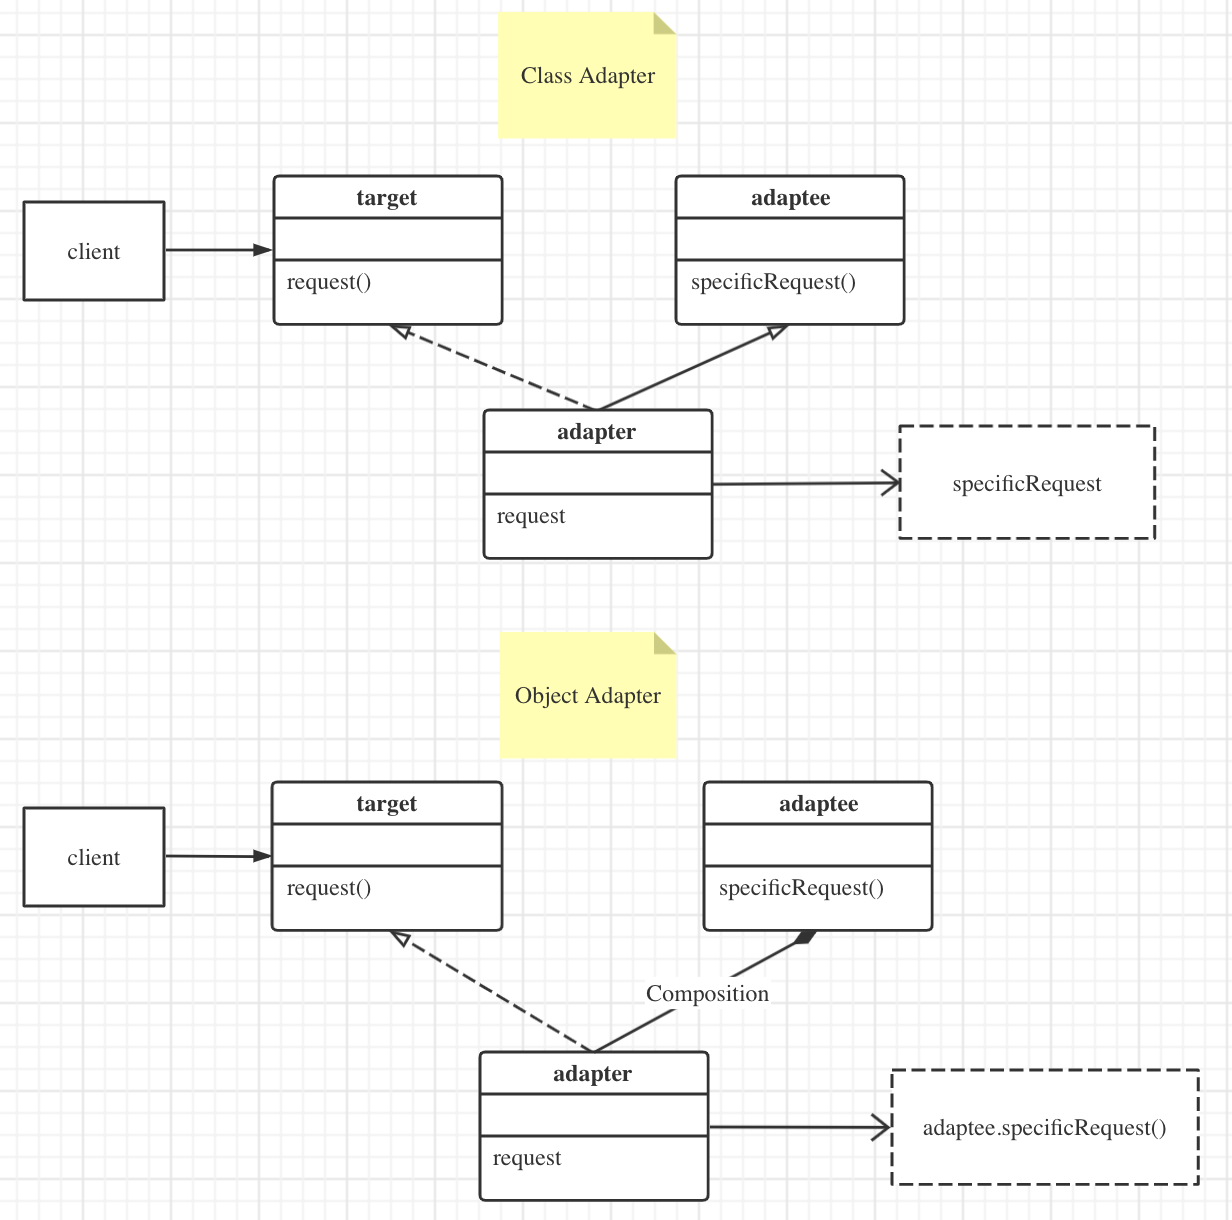 Class Adapter
target
adaptee
client
request()
specificRequest()
adapter
request
specificRequest
Object Adapter
target
adaptee
client
request()
specificRequest()
Composition
adapter
request
adaptee.specificRequest()